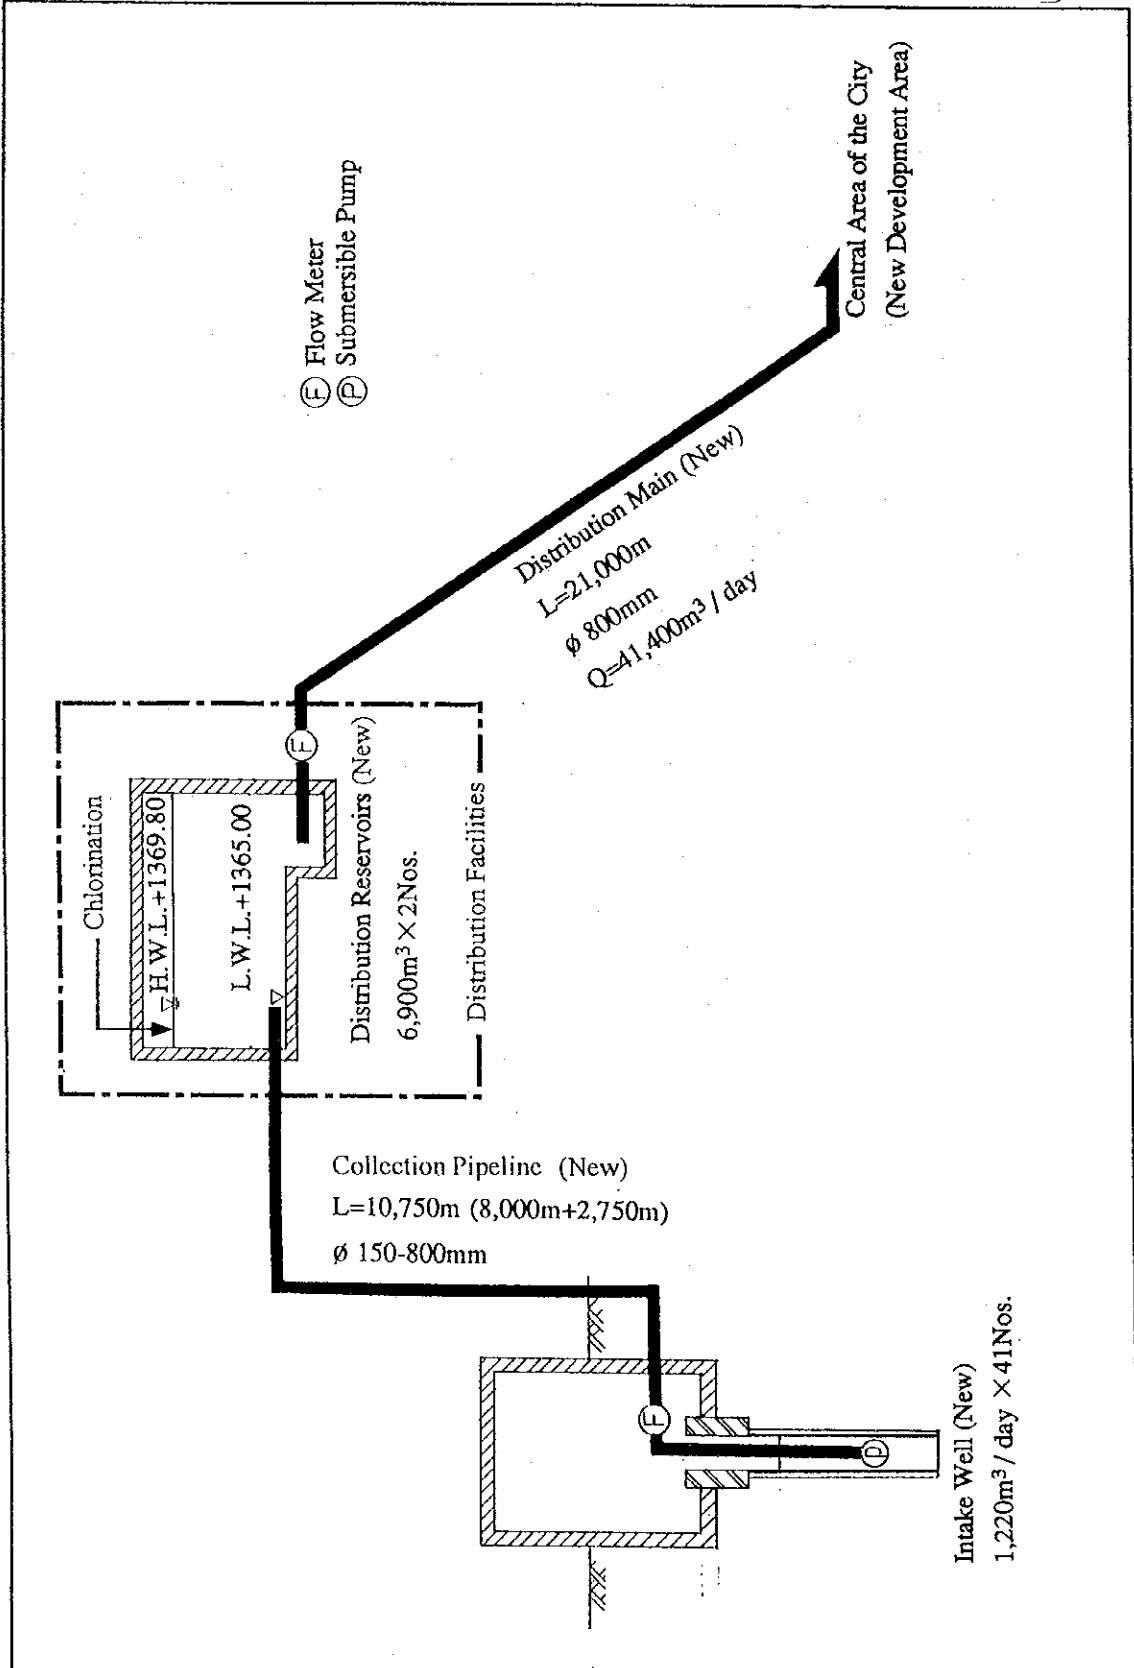 Chlorination
H.W.L.+1369.80
L.W.L.+1365.00
Distribution Reservoirs (New)
6,900m³ × 2Nos.
Distribution Facilities
F
Ⓕ Flow Meter
Ⓟ Submersible Pump
Distribution Main (New)
L=21,000m
ø 800mm
Q=41,400m³ / day
Central Area of the City
(New Development Area)
Collection Pipeline (New)
L=10,750m (8,000m+2,750m)
ø 150-800mm
F
P
Intake Well (New)
1,220m³ / day × 41Nos.